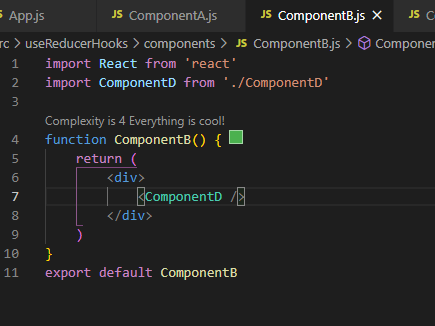 JS App.js JS ComponentA.js JS ComponentB.js × JS C
rc > useReducerHooks > components > JS ComponentB.js > Componen
1 import React from 'react'
2 import ComponentD from './ComponentD'
3
Complexity is 4 Everything is cool!
4 function ComponentB() {
5 return (
6 <div>
7 <ComponentD />
8 </div>
9 )
10 }
11 export default ComponentB